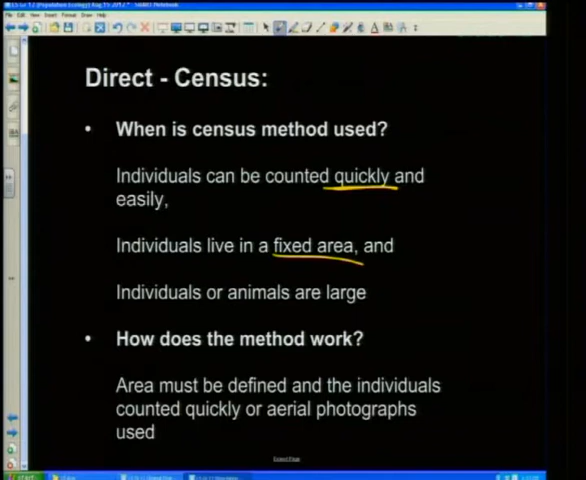 Direct - Census:
• When is census method used?
Individuals can be counted quickly and
easily,
Individuals live in a fixed area, and
Individuals or animals are large
• How does the method work?
Area must be defined and the individuals
counted quickly or aerial photographs
used
Extend Page